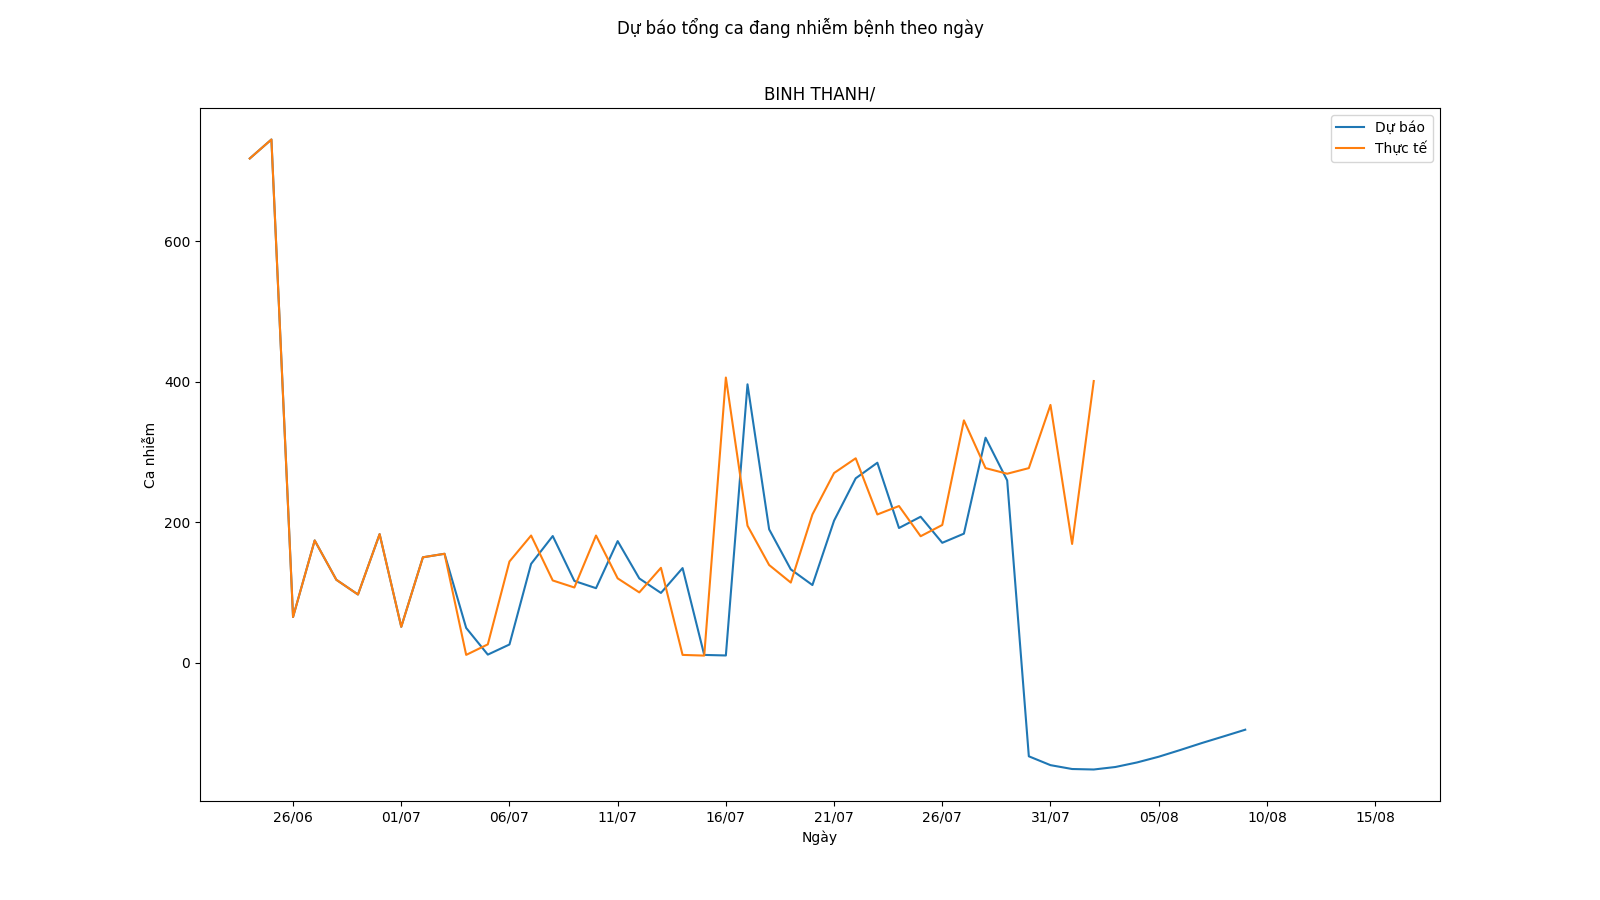 Dự báo tổng ca đang nhiễm bệnh theo ngày
BINH THANH/
Dự báo
Thực tế
600
400
200
0
Ca nhiễm
26/06
01/07
06/07
11/07
16/07
21/07
26/07
31/07
05/08
10/08
15/08
Ngày